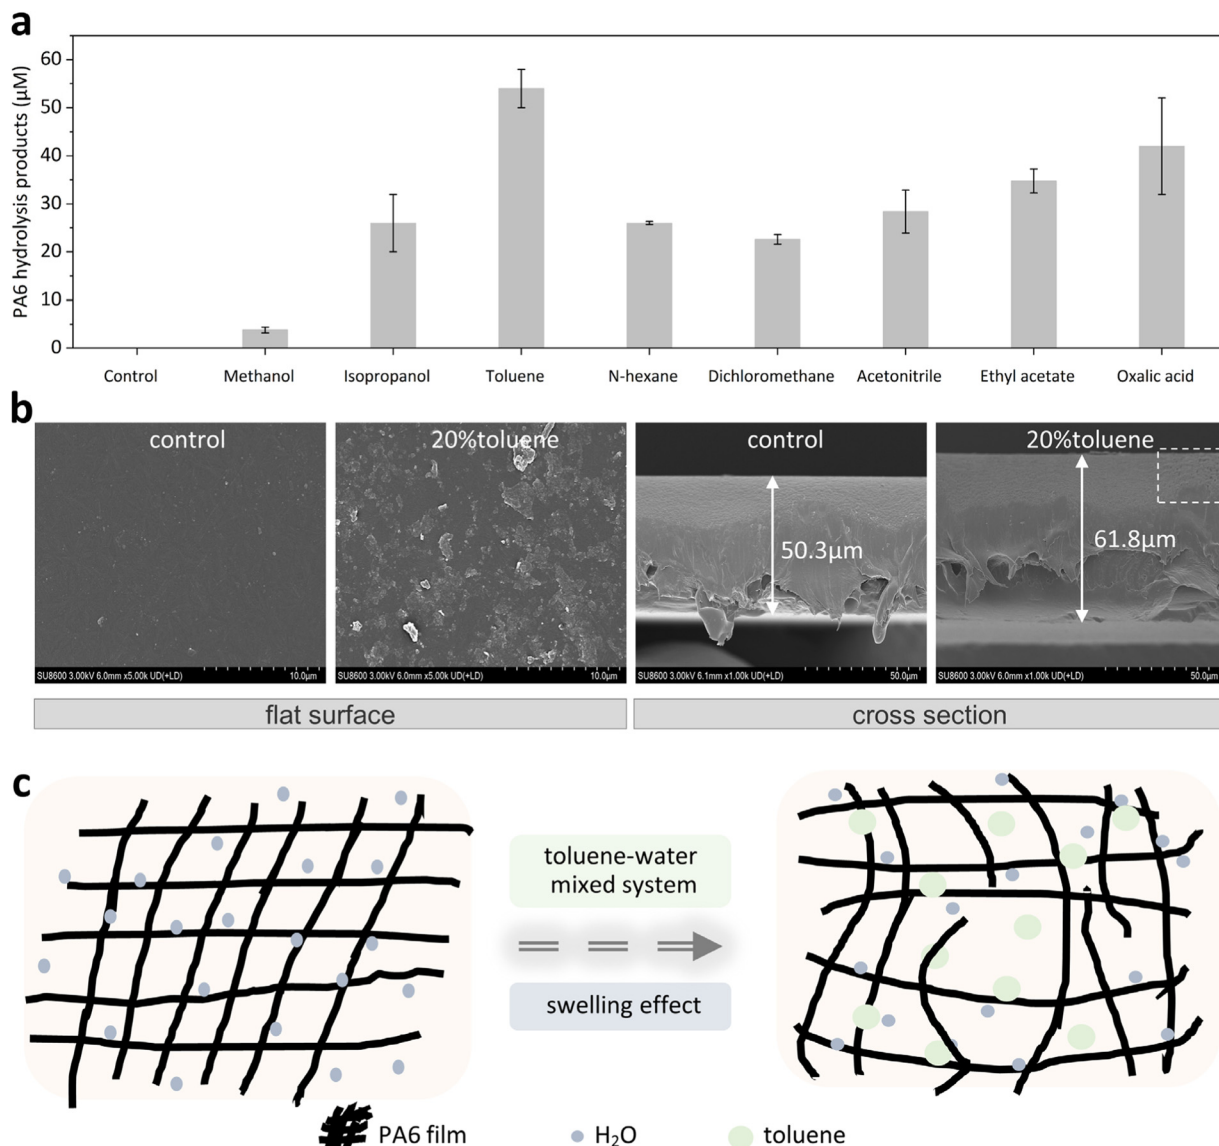 a
PA6 hydrolysis products (μM)
60
50
40
30
20
10
0
Control Methanol Isopropanol Toluene N-hexane Dichloromethane Acetonitrile Ethyl acetate Oxalic acid
b
control 20%toluene control 20%toluene
50.3μm 61.8μm
SU8600 3.00kV 6.0mm x5.00k UD(+LD) 10.0μm SU8600 3.00kV 6.0mm x5.00k UD(+LD) 10.0μm SU8600 3.00kV 6.1mm x1.00k UD(+LD) 50.0μm SU8600 3.00kV 6.0mm x1.00k UD(+LD) 50.0μm
flat surface cross section
c
toluene-water
mixed system
swelling effect
PA6 film H₂O toluene